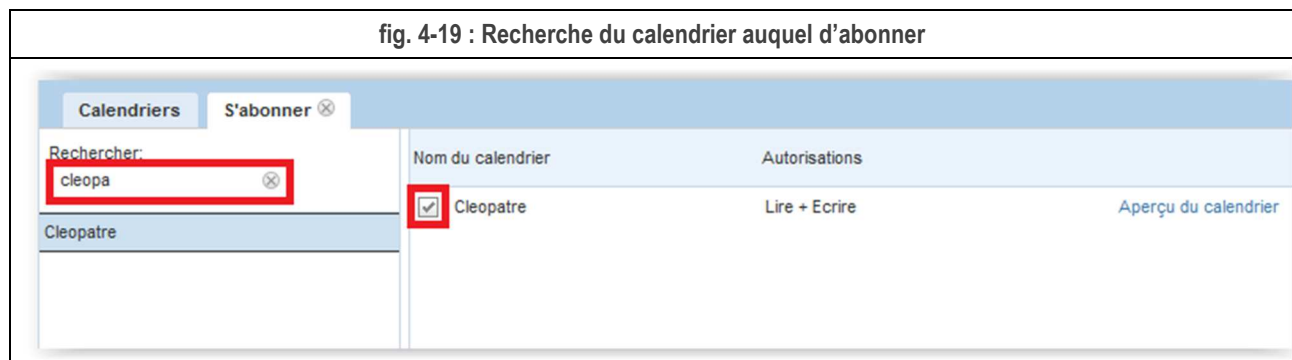 fig. 4-19 : Recherche du calendrier auquel d’abonner
Calendriers S'abonner
Rechercher:
cleopa
Cleopatre
Nom du calendrier Autorisations
Cleopatre Lire + Ecrire Aperçu du calendrier